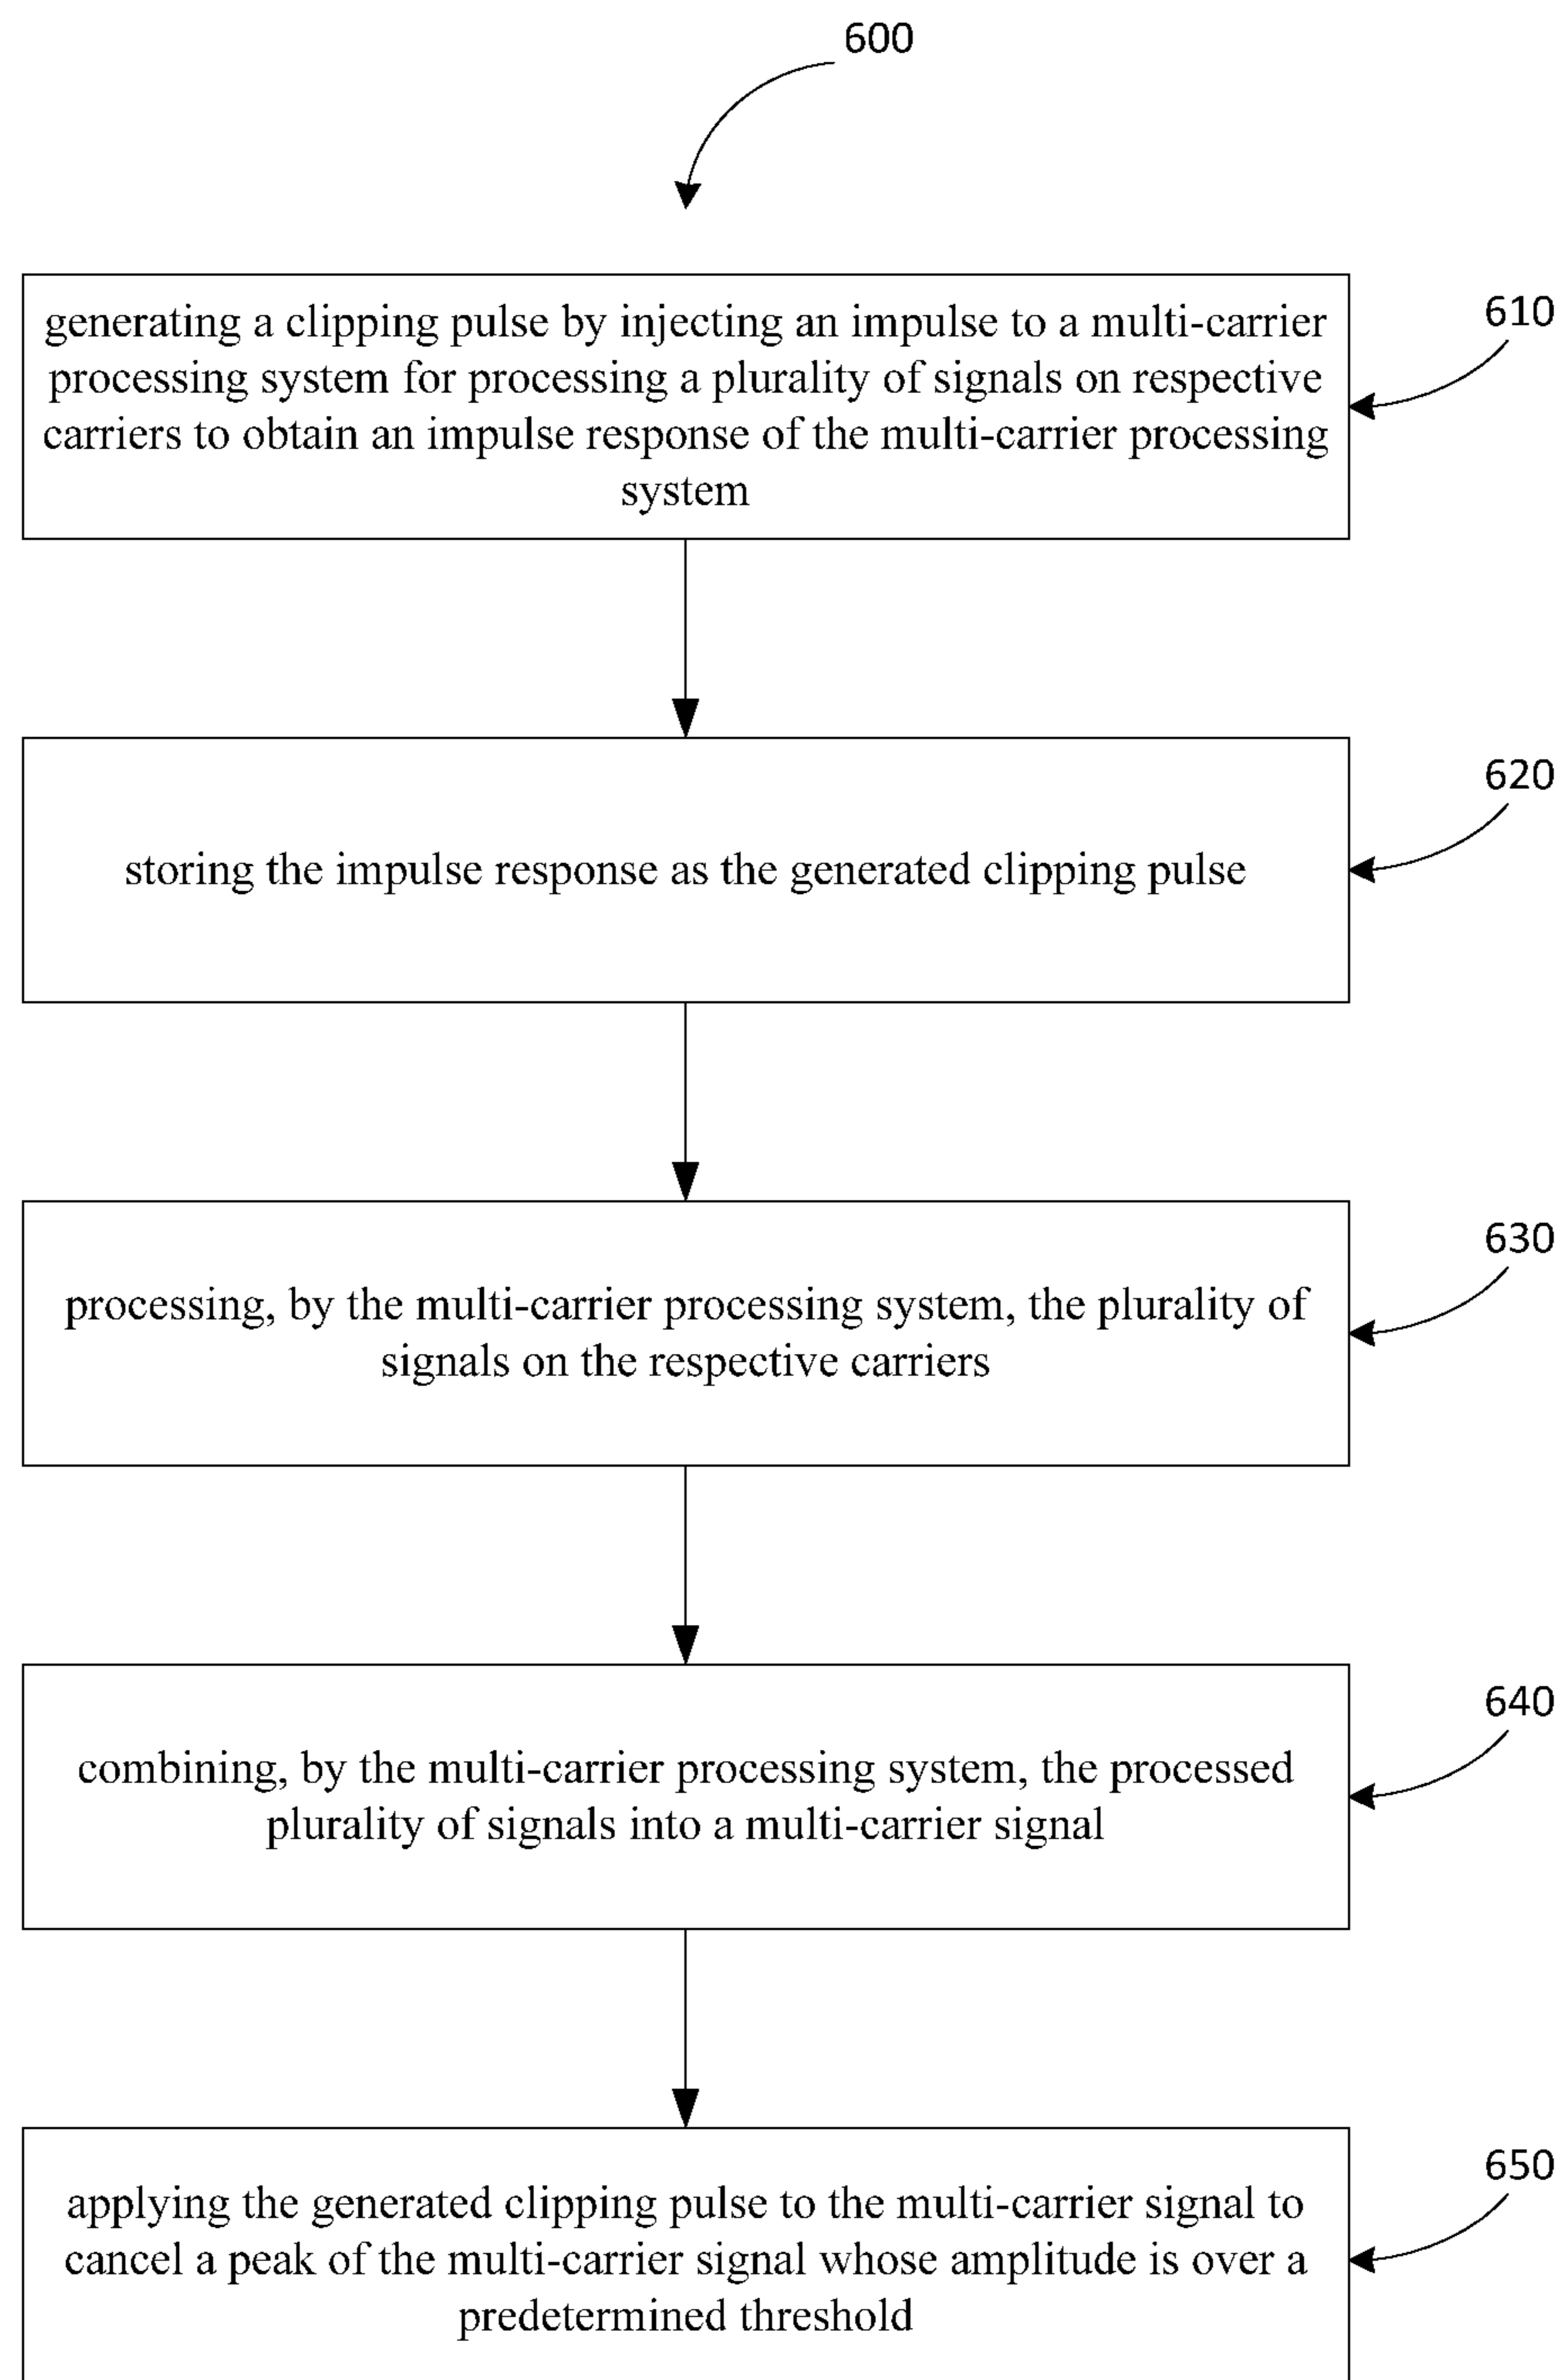 600
generating a clipping pulse by injecting an impulse to a multi-carrier
processing system for processing a plurality of signals on respective
carriers to obtain an impulse response of the multi-carrier processing
system
610
storing the impulse response as the generated clipping pulse
620
processing, by the multi-carrier processing system, the plurality of
signals on the respective carriers
630
combining, by the multi-carrier processing system, the processed
plurality of signals into a multi-carrier signal
640
applying the generated clipping pulse to the multi-carrier signal to
cancel a peak of the multi-carrier signal whose amplitude is over a
predetermined threshold
650